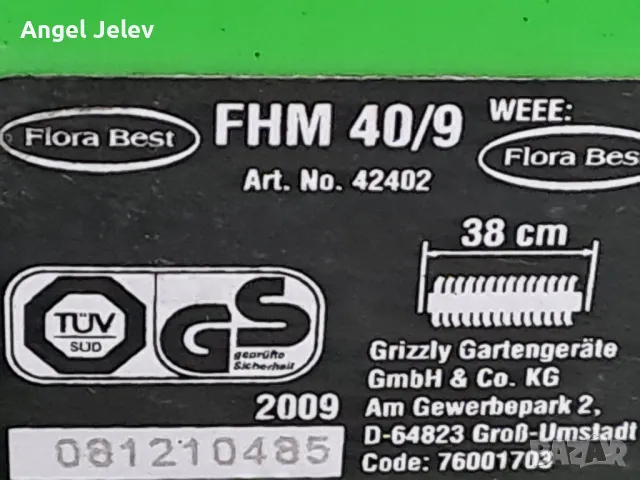 Angel Jelev
Flora Best
FHM 40/9
WEEE:
Flora Bes
Art. No. 42402
38 cm
TÜV
SÜD
GS
geprüfte
Sicherheit
Grizzly Gartengeräte
GmbH & Co. KG
2009
Am Gewerbepark 2,
D-64823 Groß-Umstadt
081210485
Code: 76001703
BAZAR